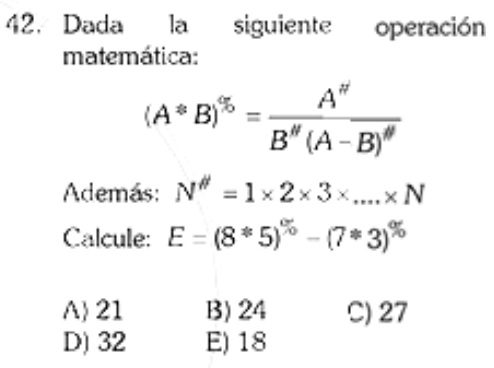 42. Dada la siguiente operación
matemática:
(A * B)^% = A^# / B^# (A - B)^#
Además: N^# = 1 × 2 × 3 × .... × N
Calcule: E = (8 * 5)^% - (7 * 3)^%
A) 21 B) 24 C) 27
D) 32 E) 18